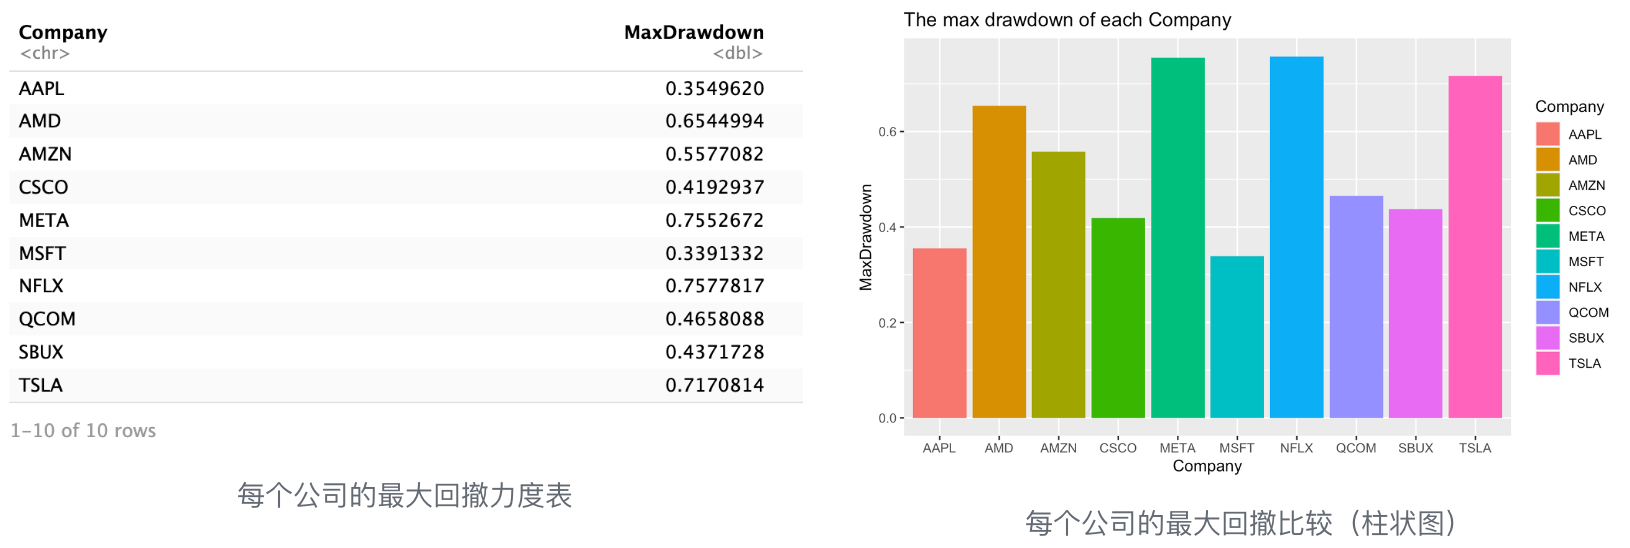 Company MaxDrawdown
<chr> <dbl>
AAPL 0.3549620
AMD 0.6544994
AMZN 0.5577082
CSCO 0.4192937
META 0.7552672
MSFT 0.3391332
NFLX 0.7577817
QCOM 0.4658088
SBUX 0.4371728
TSLA 0.7170814
1-10 of 10 rows
每个公司的最大回撤力度表
The max drawdown of each Company
MaxDrawdown
0.6
0.4
0.2
0.0
AAPL AMD AMZN CSCO META MSFT NFLX QCOM SBUX TSLA
Company
Company
AAPL
AMD
AMZN
CSCO
META
MSFT
NFLX
QCOM
SBUX
TSLA
每个公司的最大回撤比较（柱状图）